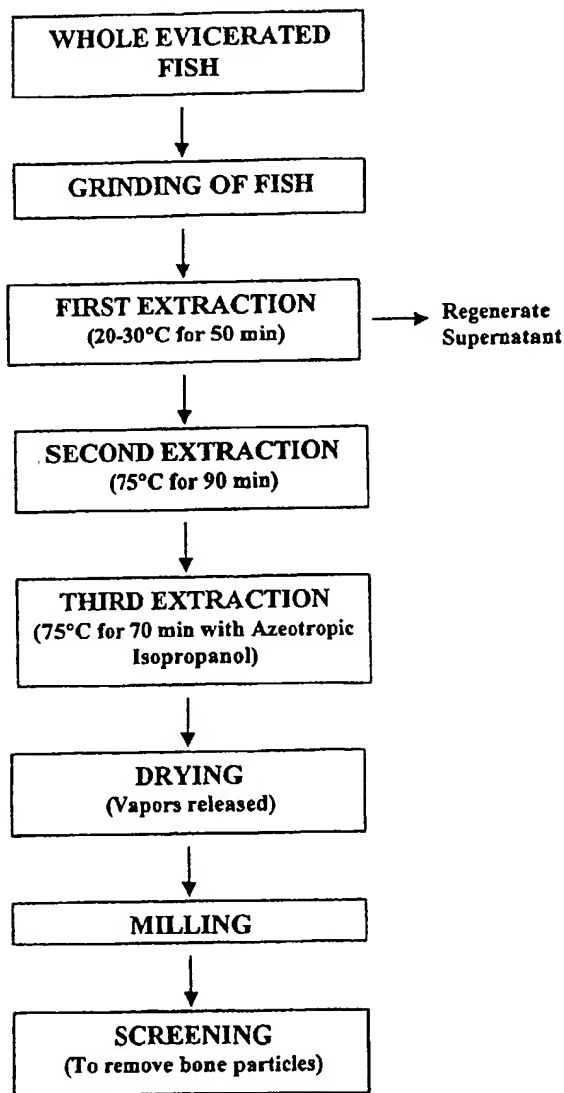 WHOLE EVICERATED
FISH
GRINDING OF FISH
FIRST EXTRACTION
(20-30°C for 50 min)
Regenerate
Supernatant
SECOND EXTRACTION
(75°C for 90 min)
THIRD EXTRACTION
(75°C for 70 min with Azeotropic
Isopropanol)
DRYING
(Vapors released)
MILLING
SCREENING
(To remove bone particles)